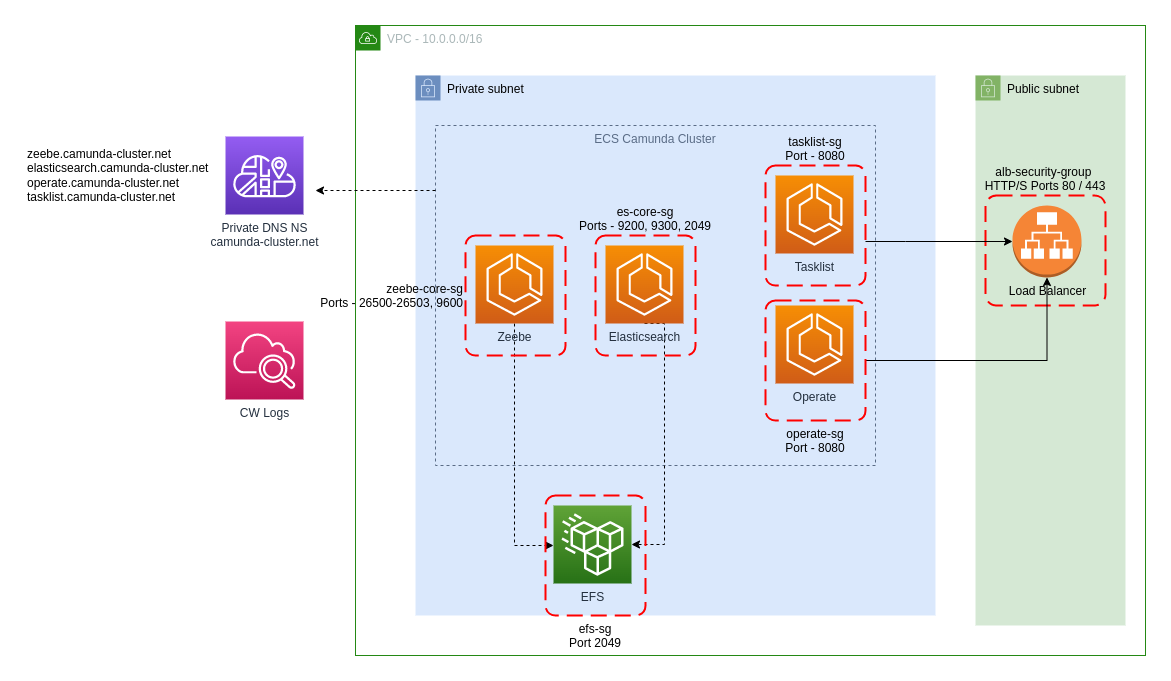 VPC - 10.0.0.0/16
Private subnet
Public subnet
ECS Camunda Cluster
tasklist-sg
Port - 8080
zeebe.camunda-cluster.net
elasticsearch.camunda-cluster.net
operate.camunda-cluster.net
tasklist.camunda-cluster.net
alb-security-group
HTTP/S Ports 80 / 443
Private DNS NS
camunda-cluster.net
es-core-sg
Ports - 9200, 9300, 2049
Tasklist
zeebe-core-sg
Ports - 26500-26503, 9600
Load Balancer
Zeebe
Elasticsearch
Operate
CW Logs
operate-sg
Port - 8080
EFS
efs-sg
Port 2049